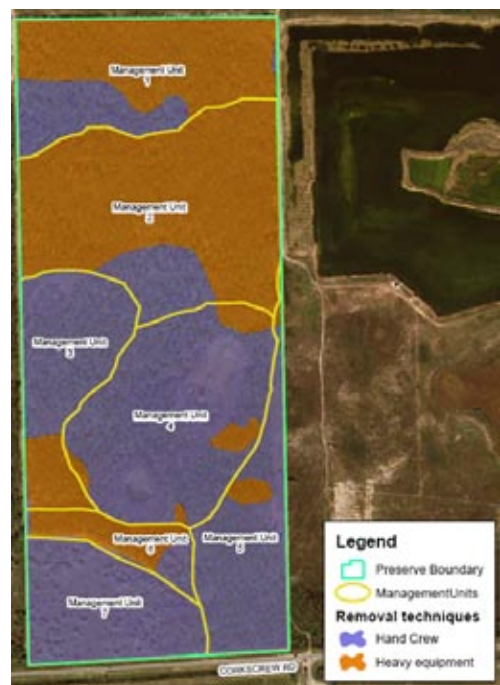 Management Unit
1
Management Unit
2
Management Unit
3
Management Unit
4
Management Unit
6
Management Unit
5
Management Unit
7
CORKSCREW RD
Legend
Preserve Boundary
ManagementUnits
Removal techniques
Hand Crew
Heavy equipment